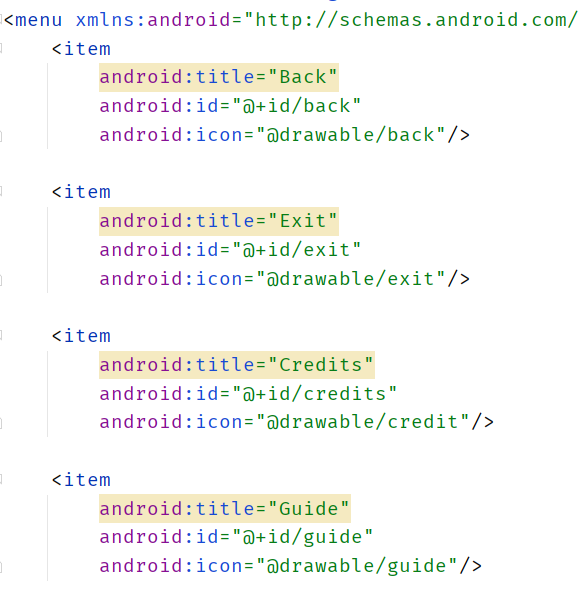 <menu xmlns:android="http://schemas.android.com/
<item
android:title="Back"
android:id="@+id/back"
android:icon="@drawable/back"/>
<item
android:title="Exit"
android:id="@+id/exit"
android:icon="@drawable/exit"/>
<item
android:title="Credits"
android:id="@+id/credits"
android:icon="@drawable/credit"/>
<item
android:title="Guide"
android:id="@+id/guide"
android:icon="@drawable/guide"/>